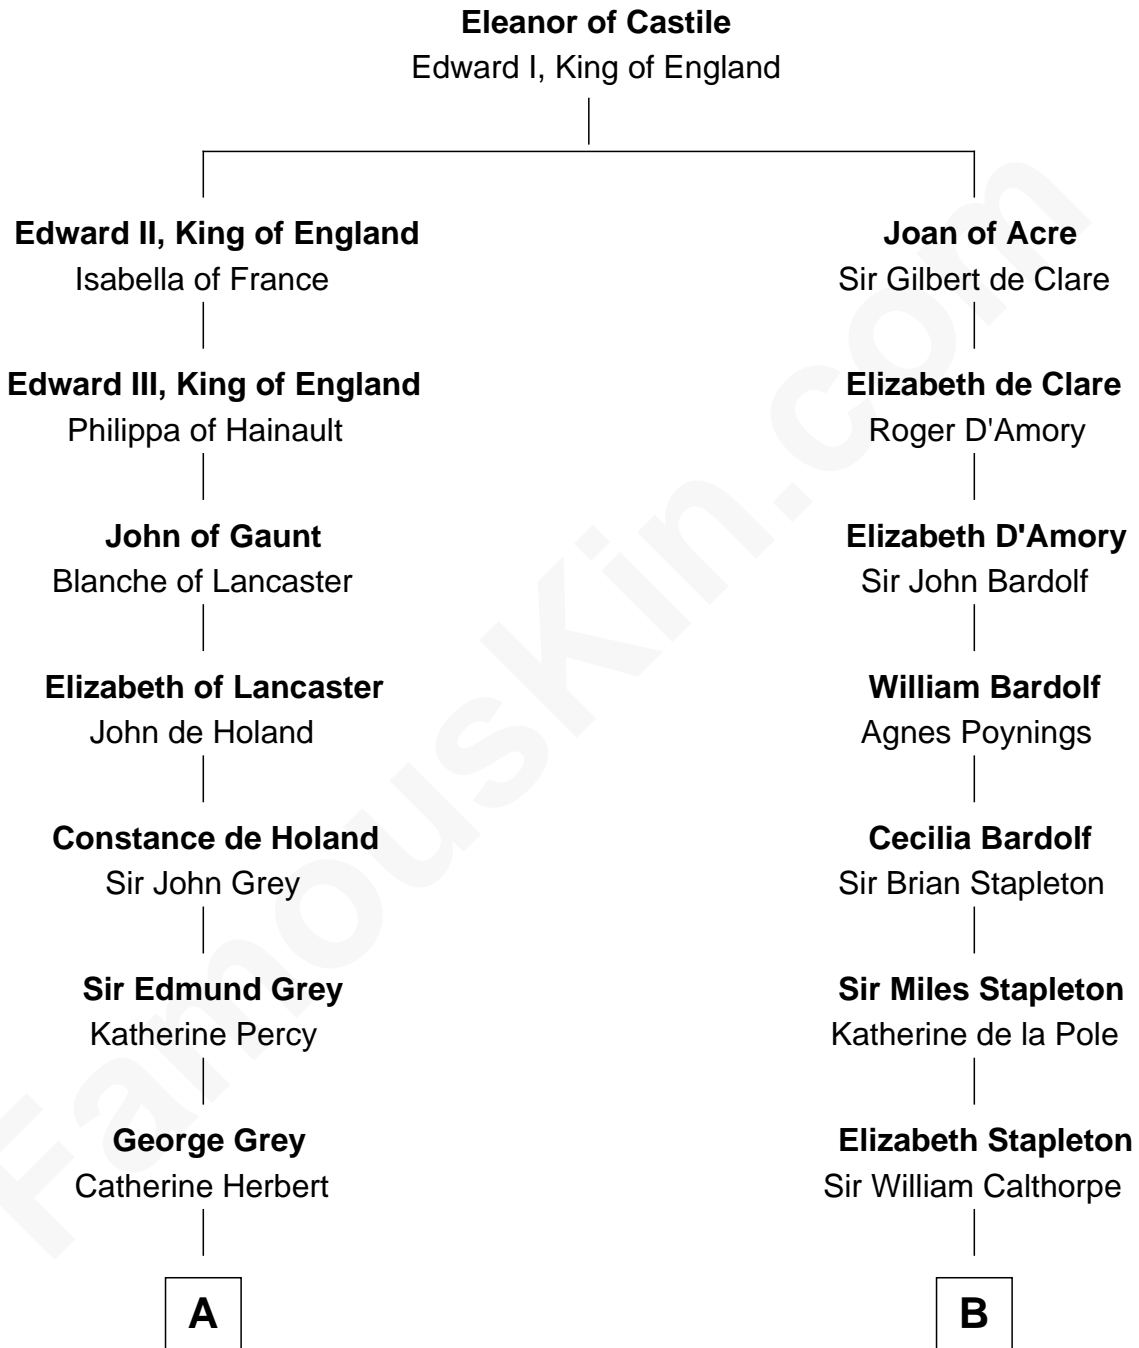 Eleanor of Castile
Edward I, King of England
Edward II, King of England
Isabella of France
Joan of Acre
Sir Gilbert de Clare
Edward III, King of England
Philippa of Hainault
Elizabeth de Clare
Roger D'Amory
John of Gaunt
Blanche of Lancaster
Elizabeth D'Amory
Sir John Bardolf
Elizabeth of Lancaster
John de Holand
William Bardolf
Agnes Poynings
Constance de Holand
Sir John Grey
Cecilia Bardolf
Sir Brian Stapleton
Sir Edmund Grey
Katherine Percy
Sir Miles Stapleton
Katherine de la Pole
George Grey
Catherine Herbert
Elizabeth Stapleton
Sir William Calthorpe
A
B
FamousKin.com